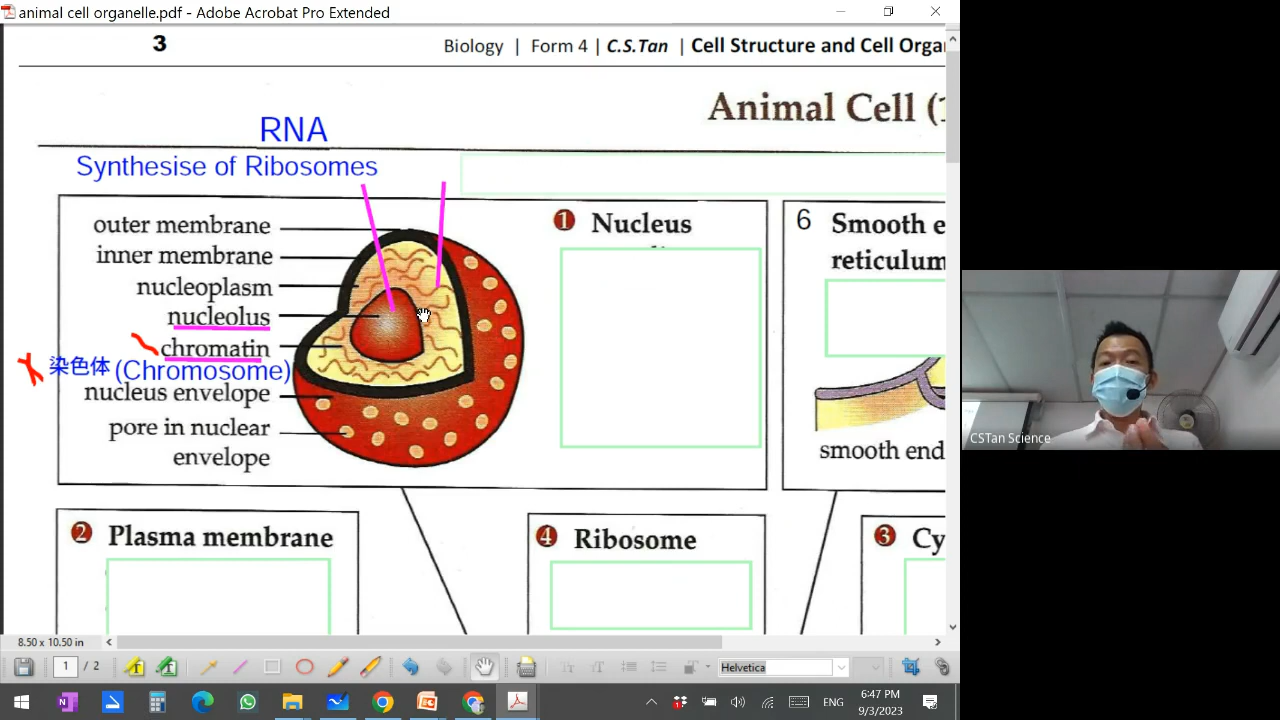 animal cell organelle.pdf - Adobe Acrobat Pro Extended
3
Biology | Form 4 | C.S.Tan | Cell Structure and Cell Orga
Animal Cell (1
RNA
Synthesise of Ribosomes
outer membrane
inner membrane
nucleoplasm
nucleolus
chromatin
染色体 (Chromosome)
nucleus envelope
pore in nuclear
envelope
1 Nucleus
6 Smooth e
reticulum
smooth end
2 Plasma membrane
4 Ribosome
3 Cy
CSTan Science
8.50 x 10.50 in
1 / 2
Tr
Helvetica
ENG
6:47 PM
9/3/2023